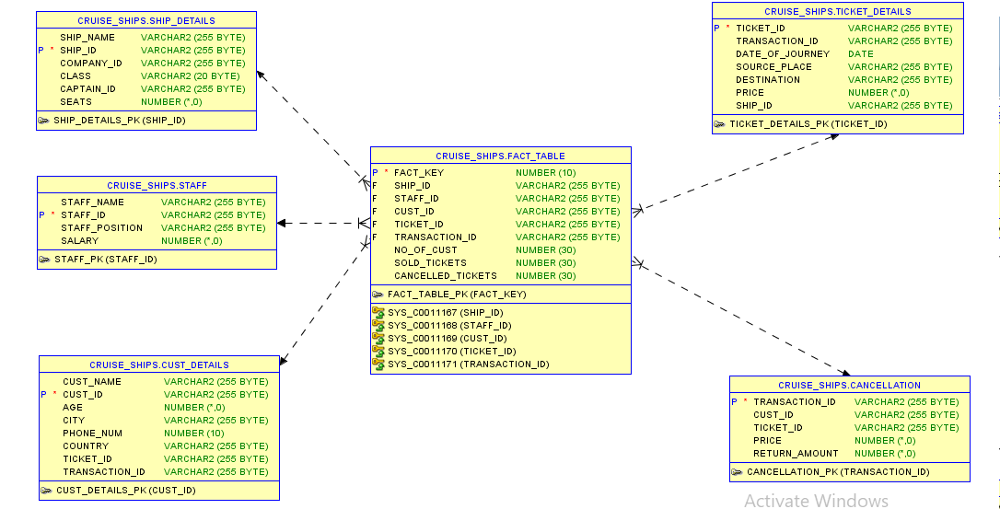 CRUISE_SHIPS.SHIP_DETAILS
SHIP_NAME VARCHAR2 (255 BYTE)
P * SHIP_ID VARCHAR2 (255 BYTE)
COMPANY_ID VARCHAR2 (255 BYTE)
CLASS VARCHAR2 (20 BYTE)
CAPTAIN_ID VARCHAR2 (255 BYTE)
SEATS NUMBER (*,0)
SHIP_DETAILS_PK (SHIP_ID)
CRUISE_SHIPS.TICKET_DETAILS
P * TICKET_ID VARCHAR2 (255 BYTE)
TRANSACTION_ID VARCHAR2 (255 BYTE)
DATE_OF_JOURNEY DATE
SOURCE_PLACE VARCHAR2 (255 BYTE)
DESTINATION VARCHAR2 (255 BYTE)
PRICE NUMBER (*,0)
SHIP_ID VARCHAR2 (255 BYTE)
TICKET_DETAILS_PK (TICKET_ID)
CRUISE_SHIPS.FACT_TABLE
P * FACT_KEY NUMBER (10)
F SHIP_ID VARCHAR2 (255 BYTE)
F STAFF_ID VARCHAR2 (255 BYTE)
F CUST_ID VARCHAR2 (255 BYTE)
F TICKET_ID VARCHAR2 (255 BYTE)
F TRANSACTION_ID VARCHAR2 (255 BYTE)
NO_OF_CUST NUMBER (30)
SOLD_TICKETS NUMBER (30)
CANCELLED_TICKETS NUMBER (30)
FACT_TABLE_PK (FACT_KEY)
SYS_C0011167 (SHIP_ID)
SYS_C0011168 (STAFF_ID)
SYS_C0011169 (CUST_ID)
SYS_C0011170 (TICKET_ID)
SYS_C0011171 (TRANSACTION_ID)
CRUISE_SHIPS.STAFF
STAFF_NAME VARCHAR2 (255 BYTE)
P * STAFF_ID VARCHAR2 (255 BYTE)
STAFF_POSITION VARCHAR2 (255 BYTE)
SALARY NUMBER (*,0)
STAFF_PK (STAFF_ID)
CRUISE_SHIPS.CUST_DETAILS
CUST_NAME VARCHAR2 (255 BYTE)
P * CUST_ID VARCHAR2 (255 BYTE)
AGE NUMBER (*,0)
CITY VARCHAR2 (255 BYTE)
PHONE_NUM NUMBER (10)
COUNTRY VARCHAR2 (255 BYTE)
TICKET_ID VARCHAR2 (255 BYTE)
TRANSACTION_ID VARCHAR2 (255 BYTE)
CUST_DETAILS_PK (CUST_ID)
CRUISE_SHIPS.CANCELLATION
P * TRANSACTION_ID VARCHAR2 (255 BYTE)
CUST_ID VARCHAR2 (255 BYTE)
TICKET_ID VARCHAR2 (255 BYTE)
PRICE NUMBER (*,0)
RETURN_AMOUNT NUMBER (*,0)
CANCELLATION_PK (TRANSACTION_ID)
Activate Windows